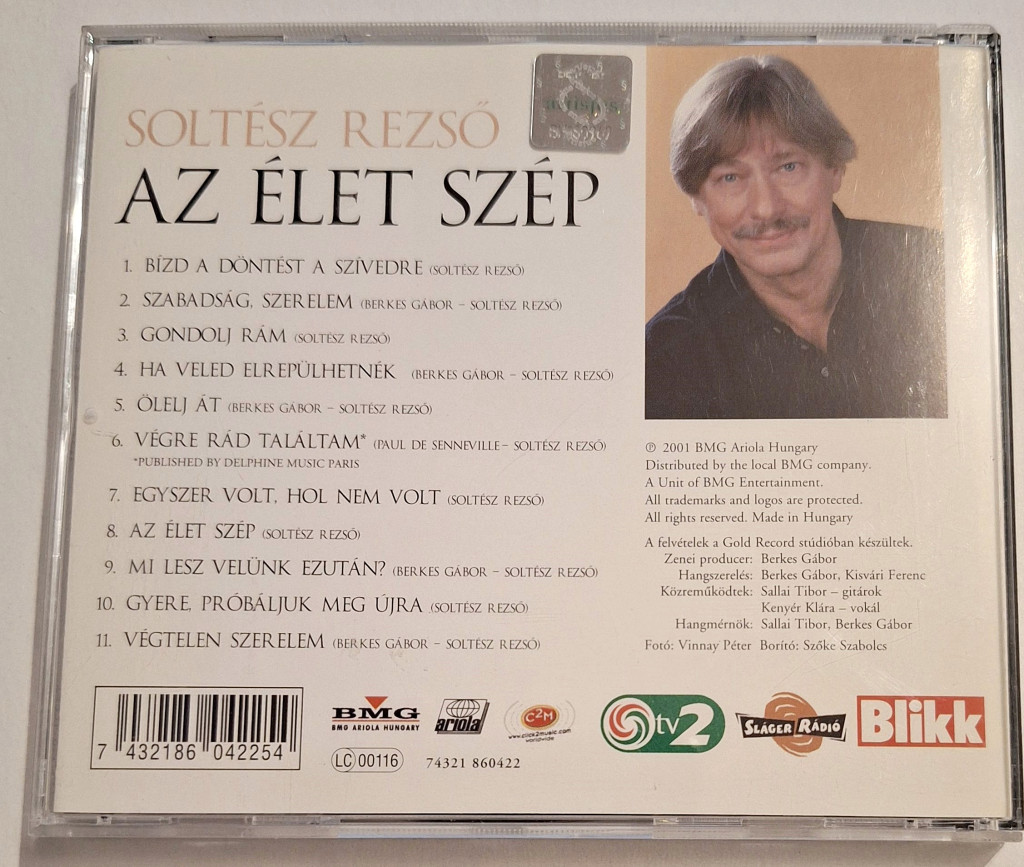 SOLTÉSZ REZSŐ
AZ ÉLET SZÉP
1. BÍZD A DÖNTÉST A SZÍVEDRE (SOLTÉSZ REZSŐ)
2. SZABADSÁG, SZERELEM (BERKES GÁBOR – SOLTÉSZ REZSŐ)
3. GONDOLJ RÁM (SOLTÉSZ REZSŐ)
4. HA VELED ELREPÜLHETNÉK (BERKES GÁBOR – SOLTÉSZ REZSŐ)
5. ÖLELJ ÁT (BERKES GÁBOR – SOLTÉSZ REZSŐ)
6. VÉGRE RÁD TALÁLTAM* (PAUL DE SENNEVILLE – SOLTÉSZ REZSŐ)
*PUBLISHED BY DELPHINE MUSIC PARIS
7. EGYSZER VOLT, HOL NEM VOLT (SOLTÉSZ REZSŐ)
8. AZ ÉLET SZÉP (SOLTÉSZ REZSŐ)
9. MI LESZ VELÜNK EZUTÁN? (BERKES GÁBOR – SOLTÉSZ REZSŐ)
10. GYERE, PRÓBÁLJUK MEG ÚJRA (SOLTÉSZ REZSŐ)
11. VÉGTELEN SZERELEM (BERKES GÁBOR – SOLTÉSZ REZSŐ)
℗ 2001 BMG Ariola Hungary
Distributed by the local BMG company.
A Unit of BMG Entertainment.
All trademarks and logos are protected.
All rights reserved. Made in Hungary
A felvételek a Gold Record stúdióban készültek.
Zenei producer: Berkes Gábor
Hangszerelés: Berkes Gábor, Kisvári Ferenc
Közreműködtek: Sallai Tibor – gitárok
Kenyér Klára – vokál
Hangmérnök: Sallai Tibor, Berkes Gábor
Fotó: Vinnay Péter Borító: Szőke Szabolcs
7 432186 042254
BMG
BMG ARIOLA HUNGARY
ariola
C2M
www.click2music.com
worldwide
tv2
SLÁGER RÁDIÓ
Blikk
LC 00116
74321 860422